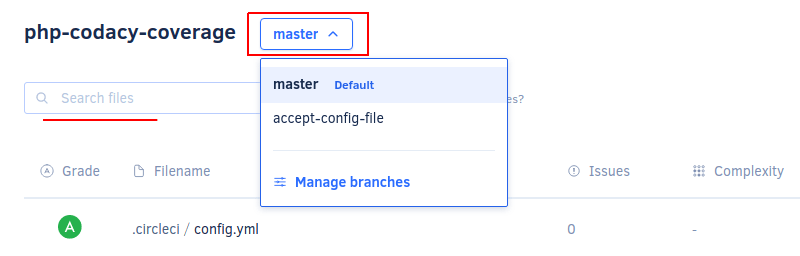 php-codacy-coverage master
master Default
Search files es?
accept-config-file
Grade Filename Issues Complexity
Manage branches
A .circleci / config.yml 0 -